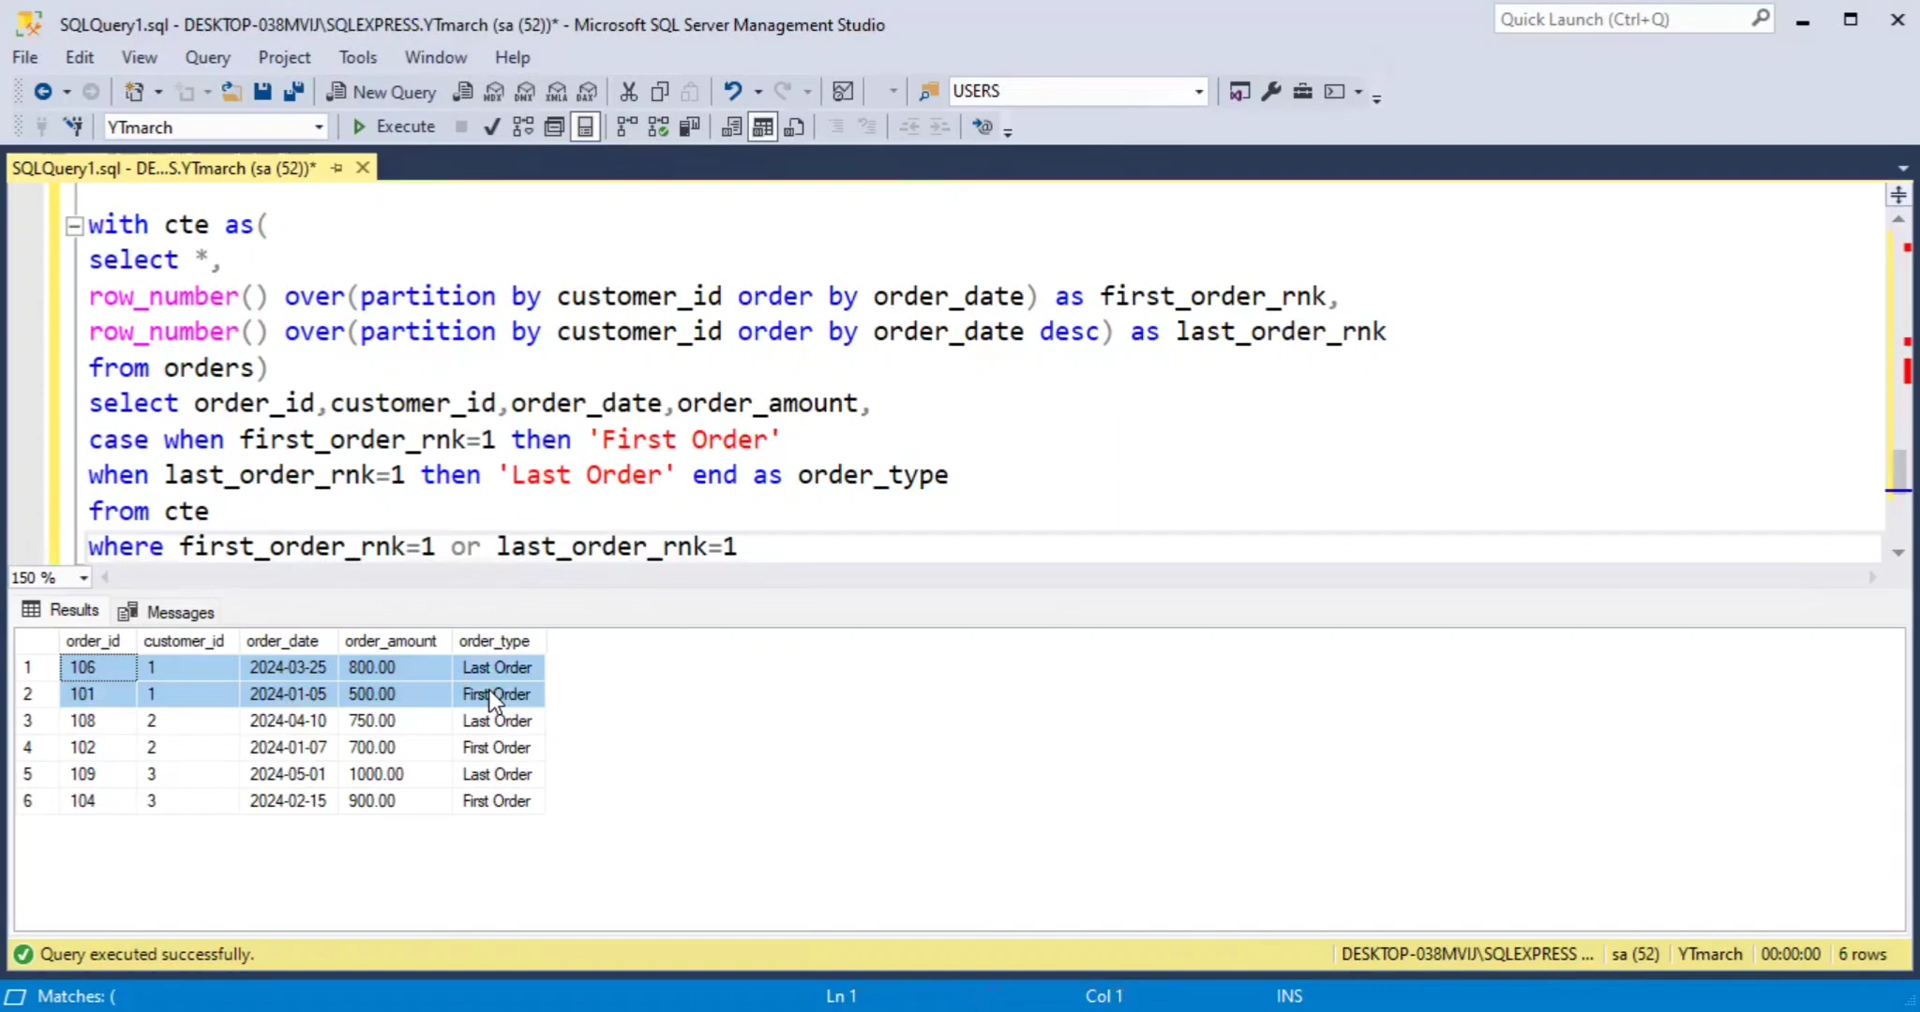 SQLQuery1.sql - DESKTOP-038MVIJ\SQLEXPRESS.YTmarch (sa (52))* - Microsoft SQL Server Management Studio
Quick Launch (Ctrl+Q)
File Edit View Query Project Tools Window Help
New Query
MDX DMX XMLA DAX
USERS
YTmarch
Execute
SQLQuery1.sql - DE...S.YTmarch (sa (52))*
with cte as(
select *,
row_number() over(partition by customer_id order by order_date) as first_order_rnk,
row_number() over(partition by customer_id order by order_date desc) as last_order_rnk
from orders)
select order_id,customer_id,order_date,order_amount,
case when first_order_rnk=1 then 'First Order'
when last_order_rnk=1 then 'Last Order' end as order_type
from cte
where first_order_rnk=1 or last_order_rnk=1
150 %
Results Messages
order_id customer_id order_date order_amount order_type
1 106 1 2024-03-25 800.00 Last Order
2 101 1 2024-01-05 500.00 First Order
3 108 2 2024-04-10 750.00 Last Order
4 102 2 2024-01-07 700.00 First Order
5 109 3 2024-05-01 1000.00 Last Order
6 104 3 2024-02-15 900.00 First Order
Query executed successfully.
DESKTOP-038MVIJ\SQLEXPRESS ... sa (52) YTmarch 00:00:00 6 rows
Matches: (
Ln 1 Col 1 INS